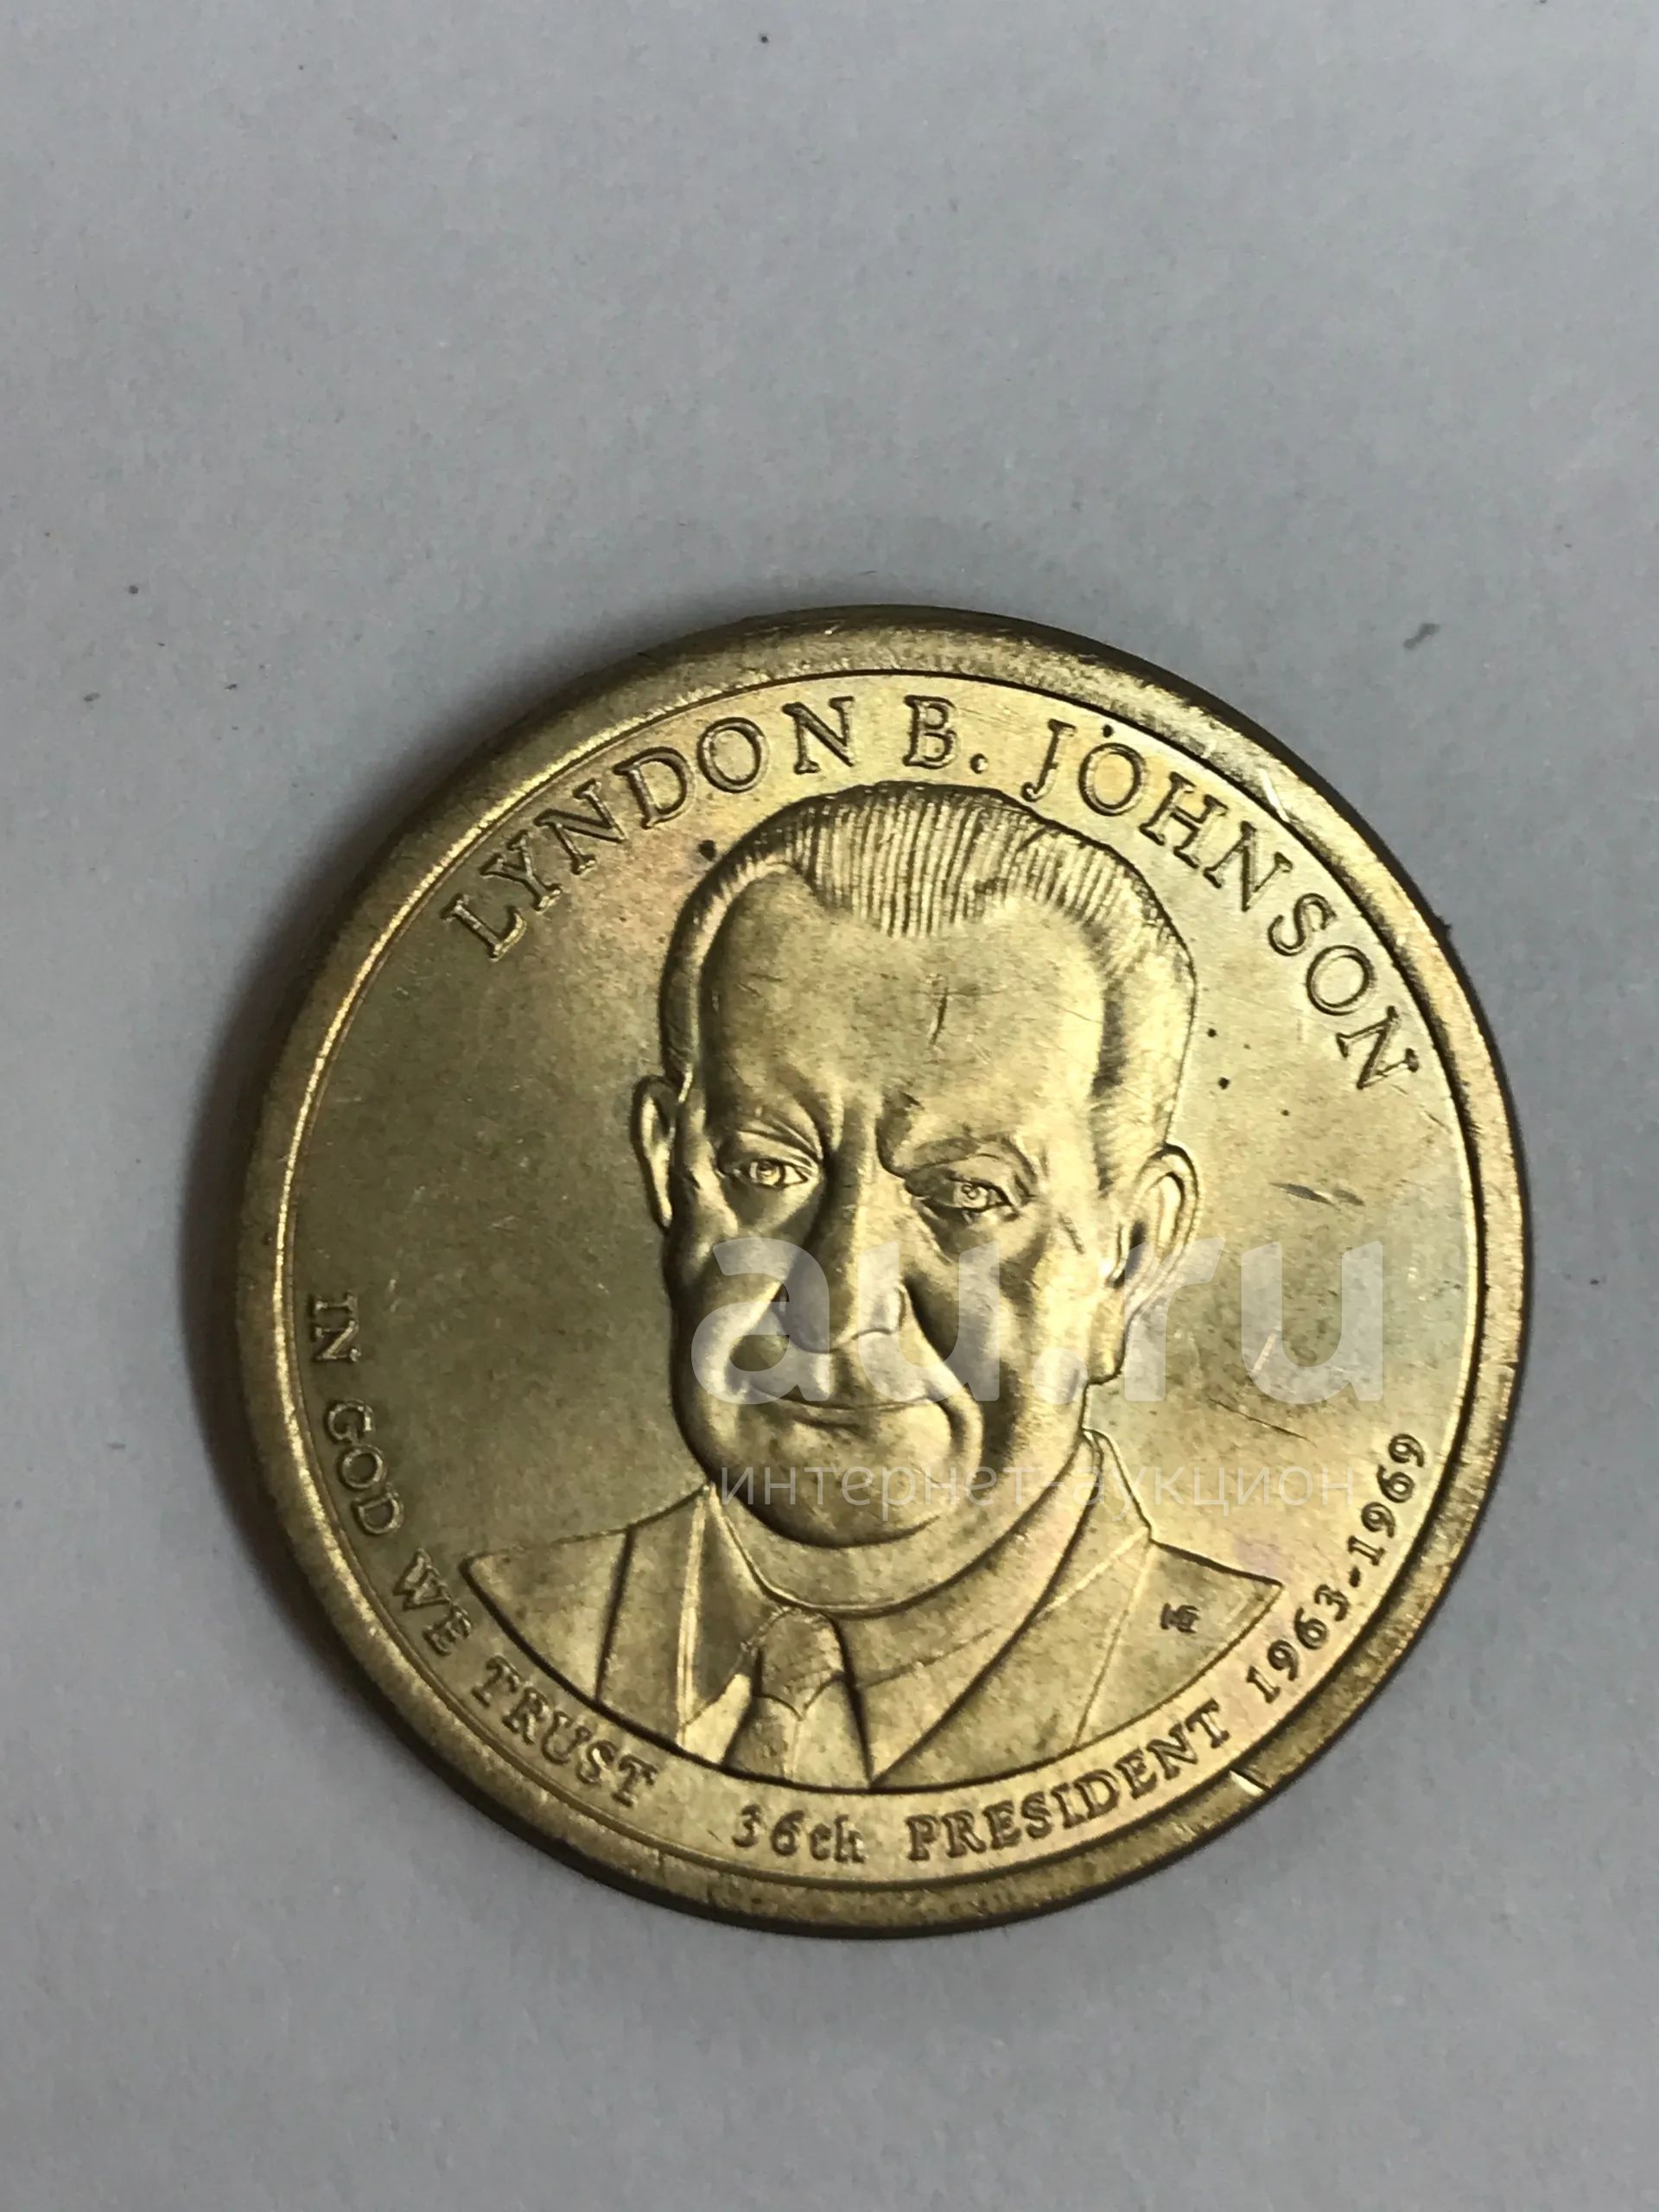 LYNDON B. JOHNSON
IN GOD WE TRUST
36th PRESIDENT 1963-1969
au.ru
интернет-аукцион